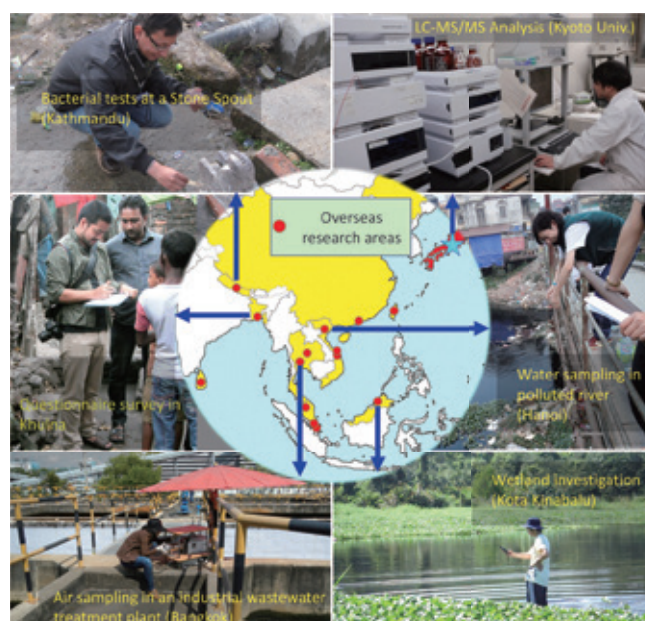 Bacterial tests at a Stone Spout
(Kathmandu)
LC-MS/MS Analysis (Kyoto Univ.)
Overseas
research areas
Questionnaire survey in
Khulna
Water sampling in
polluted river
(Hanoi)
Air sampling in an industrial wastewater
treatment plant (Bangkok)
Wetland Investigation
(Kota Kinabalu)